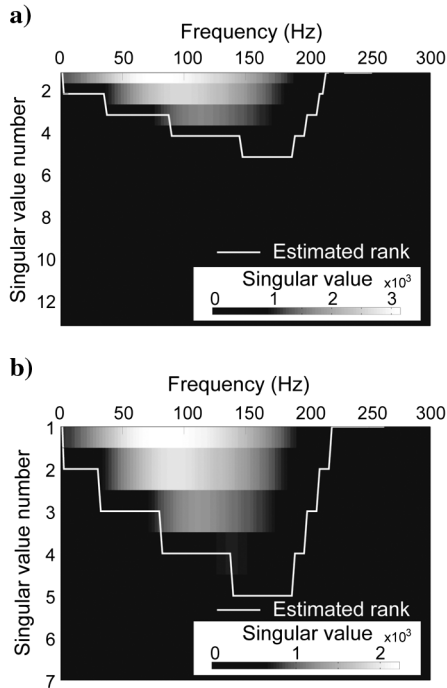 a)
Frequency (Hz)
0 50 100 150 200 250 300
Singular value number
2
4
6
8
10
12
Estimated rank
Singular value ×10³
0 1 2 3
b)
Frequency (Hz)
0 50 100 150 200 250 300
Singular value number
1
2
3
4
5
6
7
Estimated rank
Singular value ×10³
0 1 2